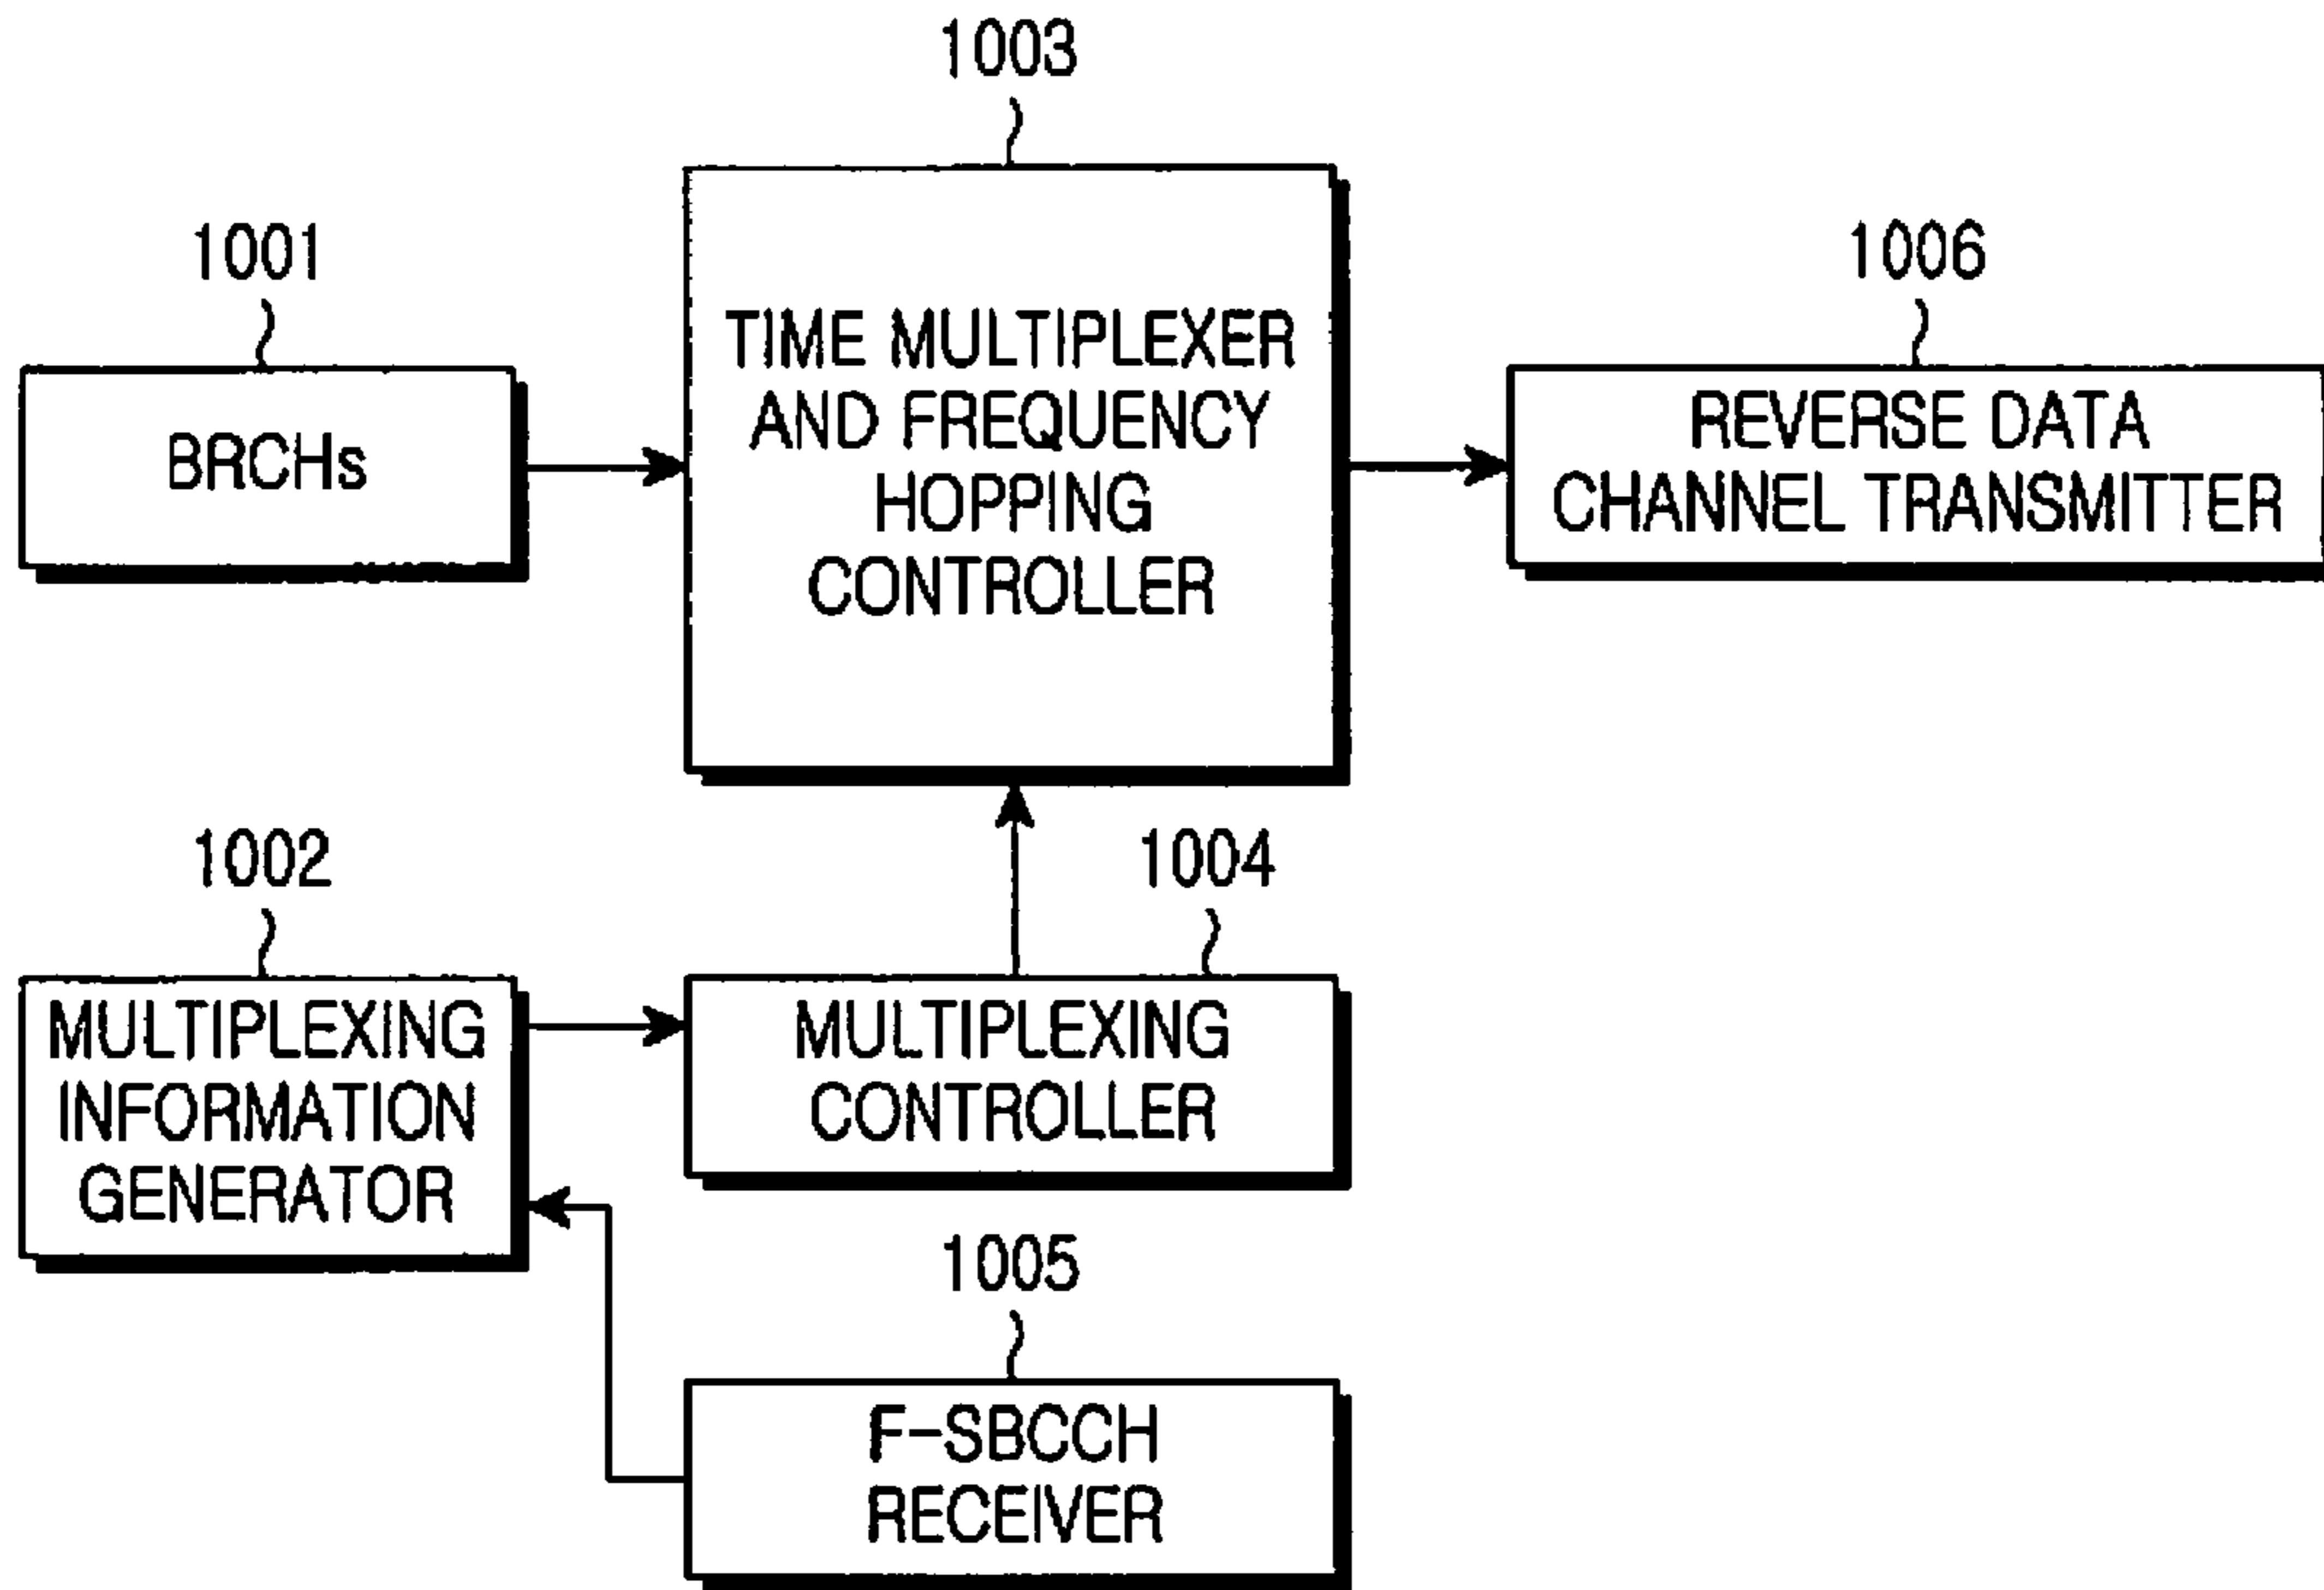 1003
1001
1006
TIME MULTIPLEXER
AND FREQUENCY
HOPPING
CONTROLLER
BRCHs
REVERSE DATA
CHANNEL TRANSMITTER
1002
1004
MULTIPLEXING
INFORMATION
GENERATOR
MULTIPLEXING
CONTROLLER
1005
F-SBCCH
RECEIVER